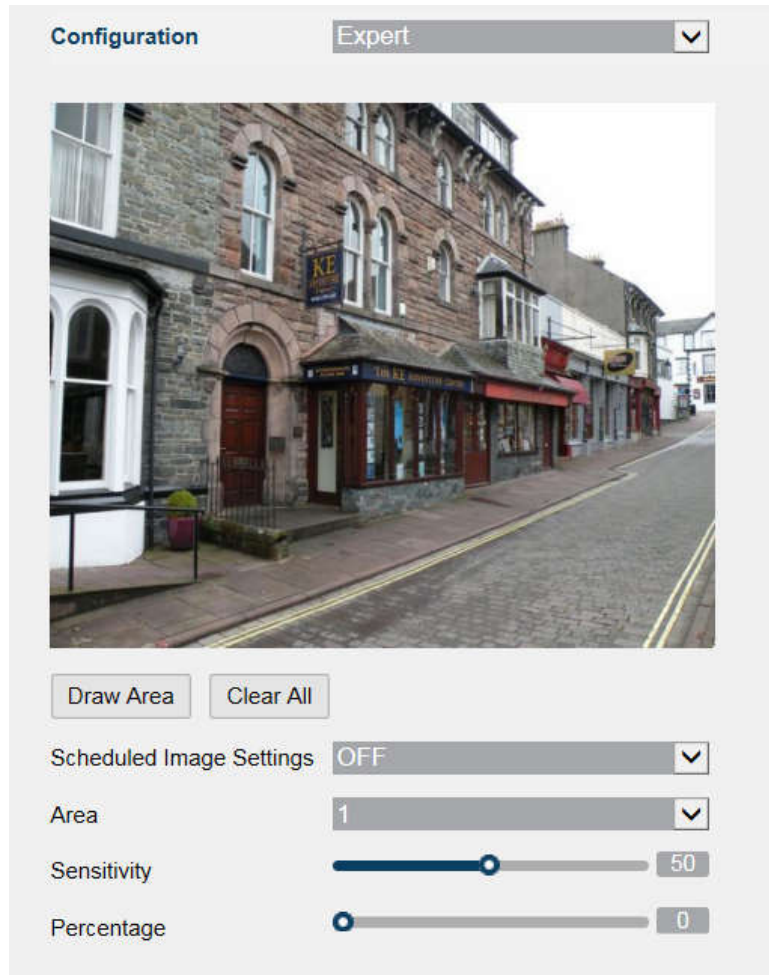 Configuration Expert
KE
THE KE ADVENTURE CENTRE
Draw Area Clear All
Scheduled Image Settings OFF
Area 1
Sensitivity 50
Percentage 0